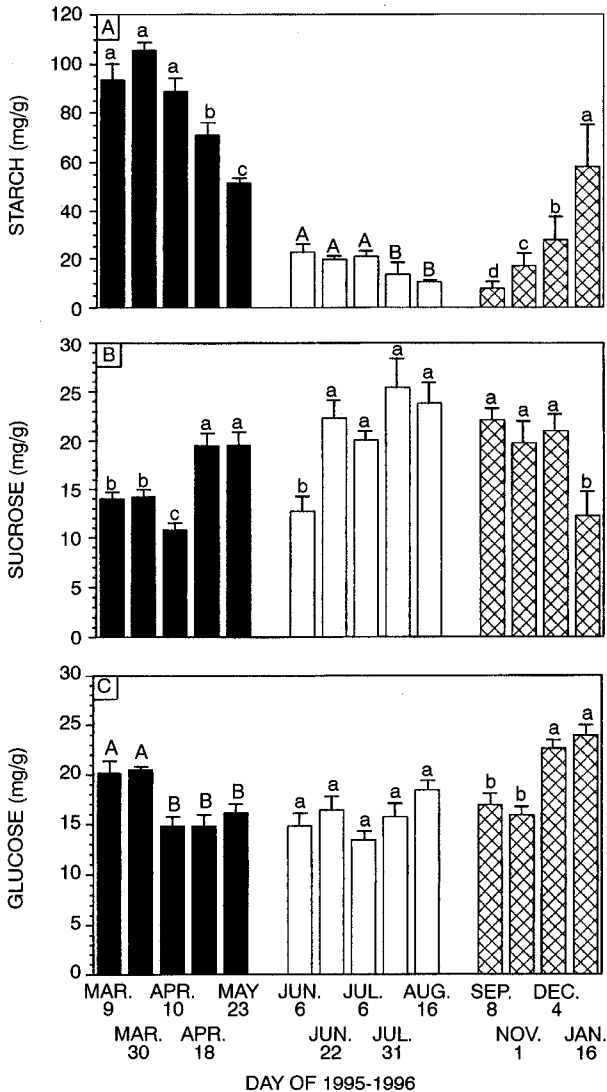 A
STARCH (mg/g)
120
100
80
60
40
20
0
a a a b c A A A B B d c b a
B
SUCROSE (mg/g)
30
25
20
15
10
5
0
b b c a a b a a a a a a a b
C
GLUCOSE (mg/g)
30
25
20
15
10
5
0
A A B B B a a a a a b b a a
MAR. APR. MAY JUN. JUL. AUG. SEP. DEC.
9 10 23 6 6 16 8 4
MAR. APR. JUN. JUL. NOV. JAN.
30 18 22 31 1 16
DAY OF 1995-1996